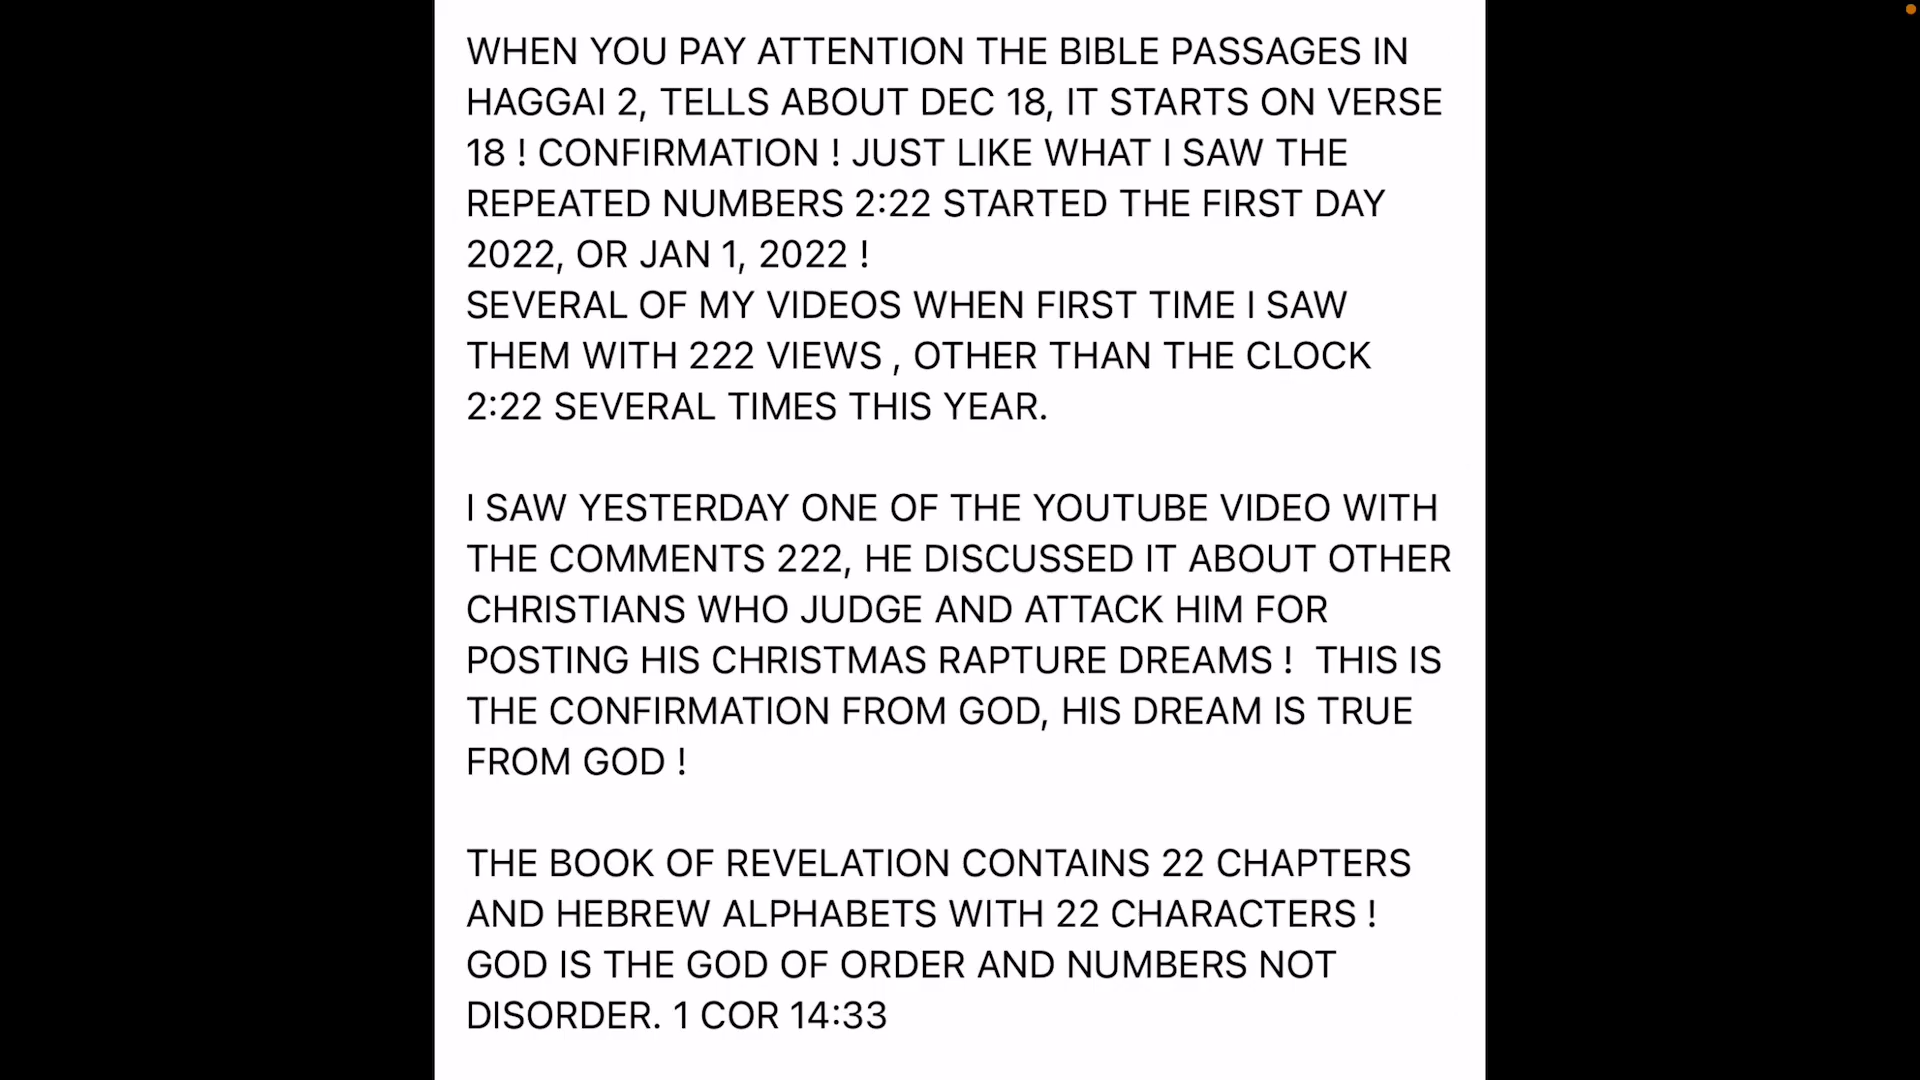 WHEN YOU PAY ATTENTION THE BIBLE PASSAGES IN
HAGGAI 2, TELLS ABOUT DEC 18, IT STARTS ON VERSE
18 ! CONFIRMATION ! JUST LIKE WHAT I SAW THE
REPEATED NUMBERS 2:22 STARTED THE FIRST DAY
2022, OR JAN 1, 2022 !
SEVERAL OF MY VIDEOS WHEN FIRST TIME I SAW
THEM WITH 222 VIEWS , OTHER THAN THE CLOCK
2:22 SEVERAL TIMES THIS YEAR.
I SAW YESTERDAY ONE OF THE YOUTUBE VIDEO WITH
THE COMMENTS 222, HE DISCUSSED IT ABOUT OTHER
CHRISTIANS WHO JUDGE AND ATTACK HIM FOR
POSTING HIS CHRISTMAS RAPTURE DREAMS !  THIS IS
THE CONFIRMATION FROM GOD, HIS DREAM IS TRUE
FROM GOD !
THE BOOK OF REVELATION CONTAINS 22 CHAPTERS
AND HEBREW ALPHABETS WITH 22 CHARACTERS !
GOD IS THE GOD OF ORDER AND NUMBERS NOT
DISORDER. 1 COR 14:33